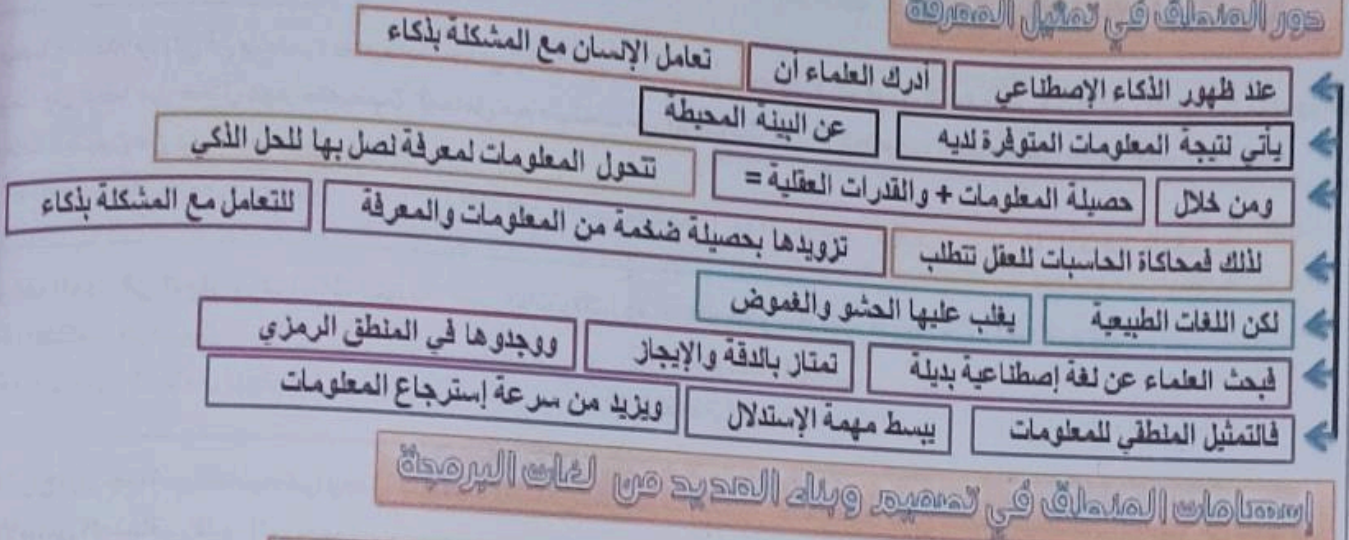 دور المنطق في تمثيل المعرفة
عند ظهور الذكاء الإصطناعي أدرك العلماء أن تعامل الإنسان مع المشكلة بذكاء
يأتي نتيجة المعلومات المتوفرة لديه عن البيئة المحيطة
ومن خلال حصيلة المعلومات + والقدرات العقلية = تتحول المعلومات لمعرفة نصل بها للحل الذكي
لذلك فمحاكاة الحاسبات للعقل تتطلب تزويدها بحصيلة ضخمة من المعلومات والمعرفة للتعامل مع المشكلة بذكاء
لكن اللغات الطبيعية يغلب عليها الحشو والغموض
فبحث العلماء عن لغة إصطناعية بديلة تمتاز بالدقة والإيجاز ووجدوها في المنطق الرمزي
فالتمثيل المنطقي للمعلومات يبسط مهمة الإستدلال ويزيد من سرعة إسترجاع المعلومات
إسهامات المنطق في تصميم وبناء العديد من لغات البرمجة